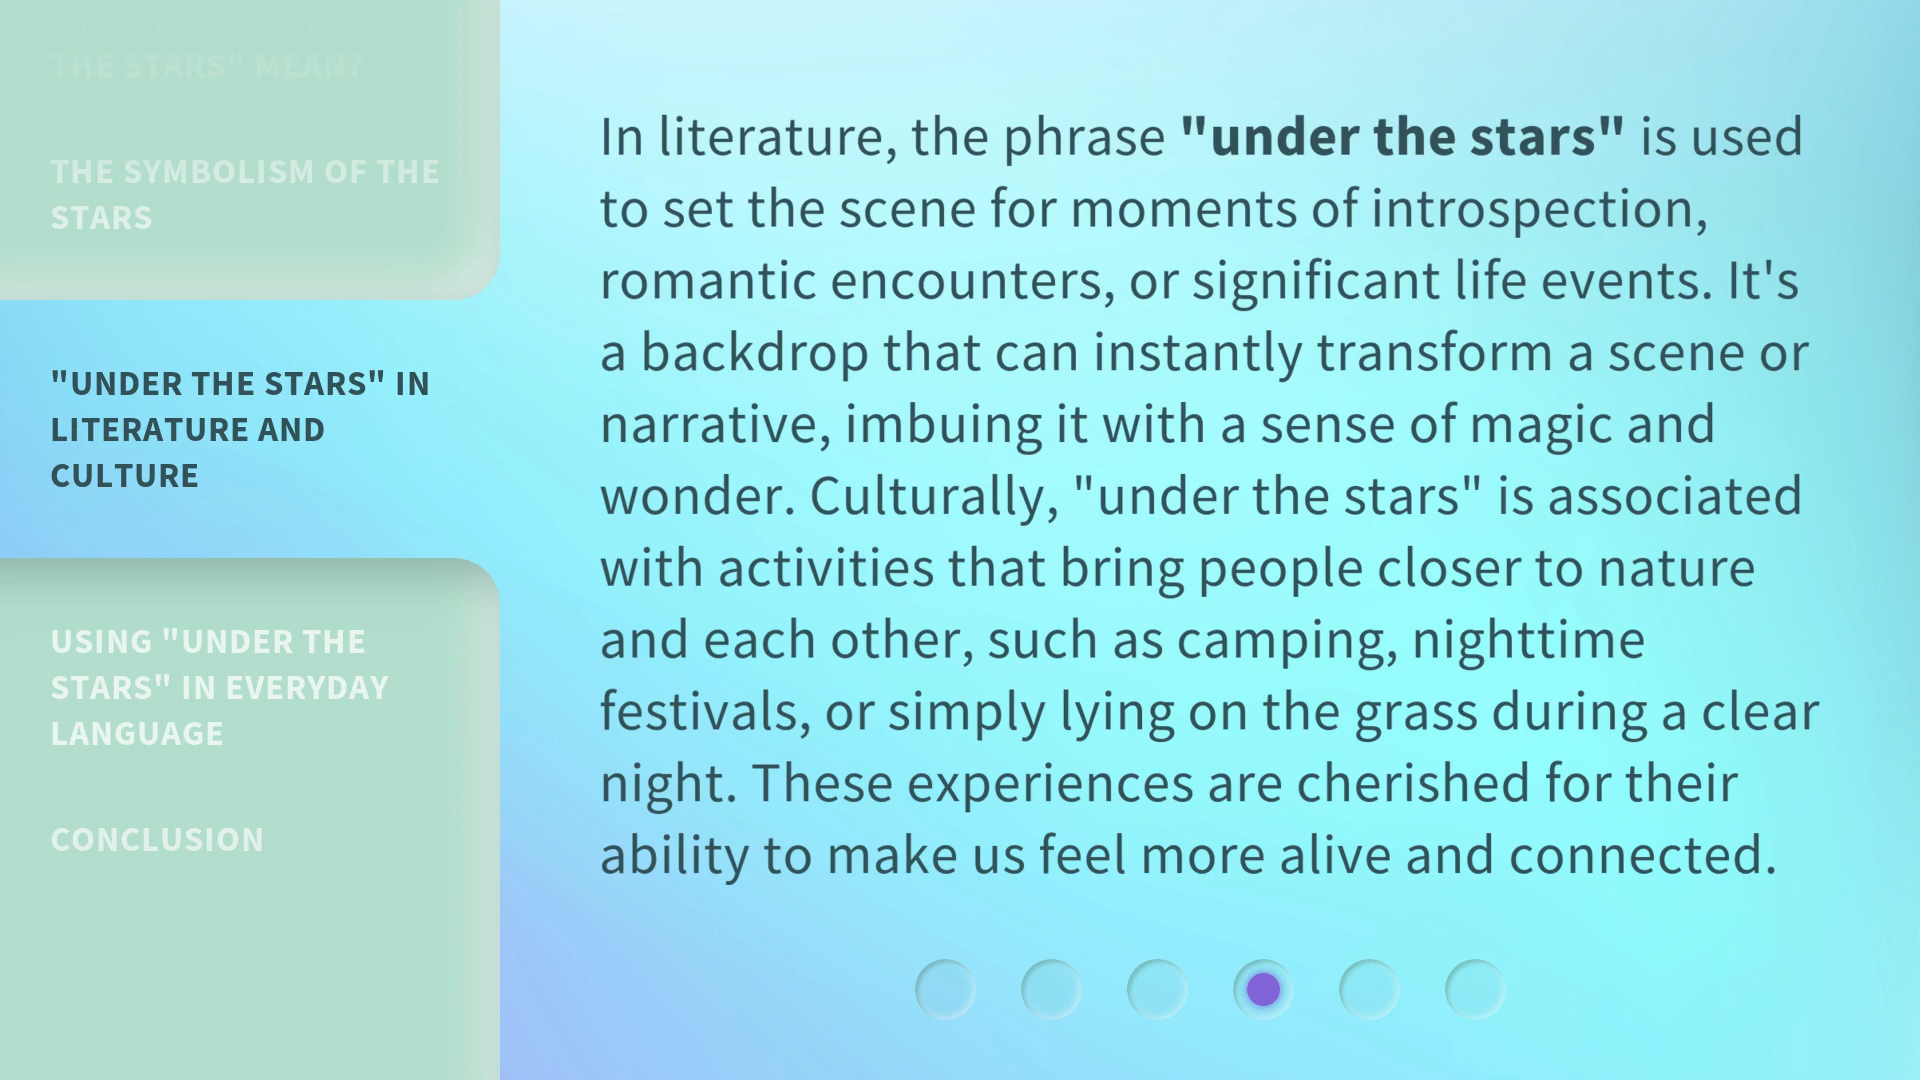 THE STARS" MEAN?
THE SYMBOLISM OF THE
STARS
"UNDER THE STARS" IN
LITERATURE AND
CULTURE
USING "UNDER THE
STARS" IN EVERYDAY
LANGUAGE
CONCLUSION
In literature, the phrase "under the stars" is used
to set the scene for moments of introspection,
romantic encounters, or significant life events. It's
a backdrop that can instantly transform a scene or
narrative, imbuing it with a sense of magic and
wonder. Culturally, "under the stars" is associated
with activities that bring people closer to nature
and each other, such as camping, nighttime
festivals, or simply lying on the grass during a clear
night. These experiences are cherished for their
ability to make us feel more alive and connected.